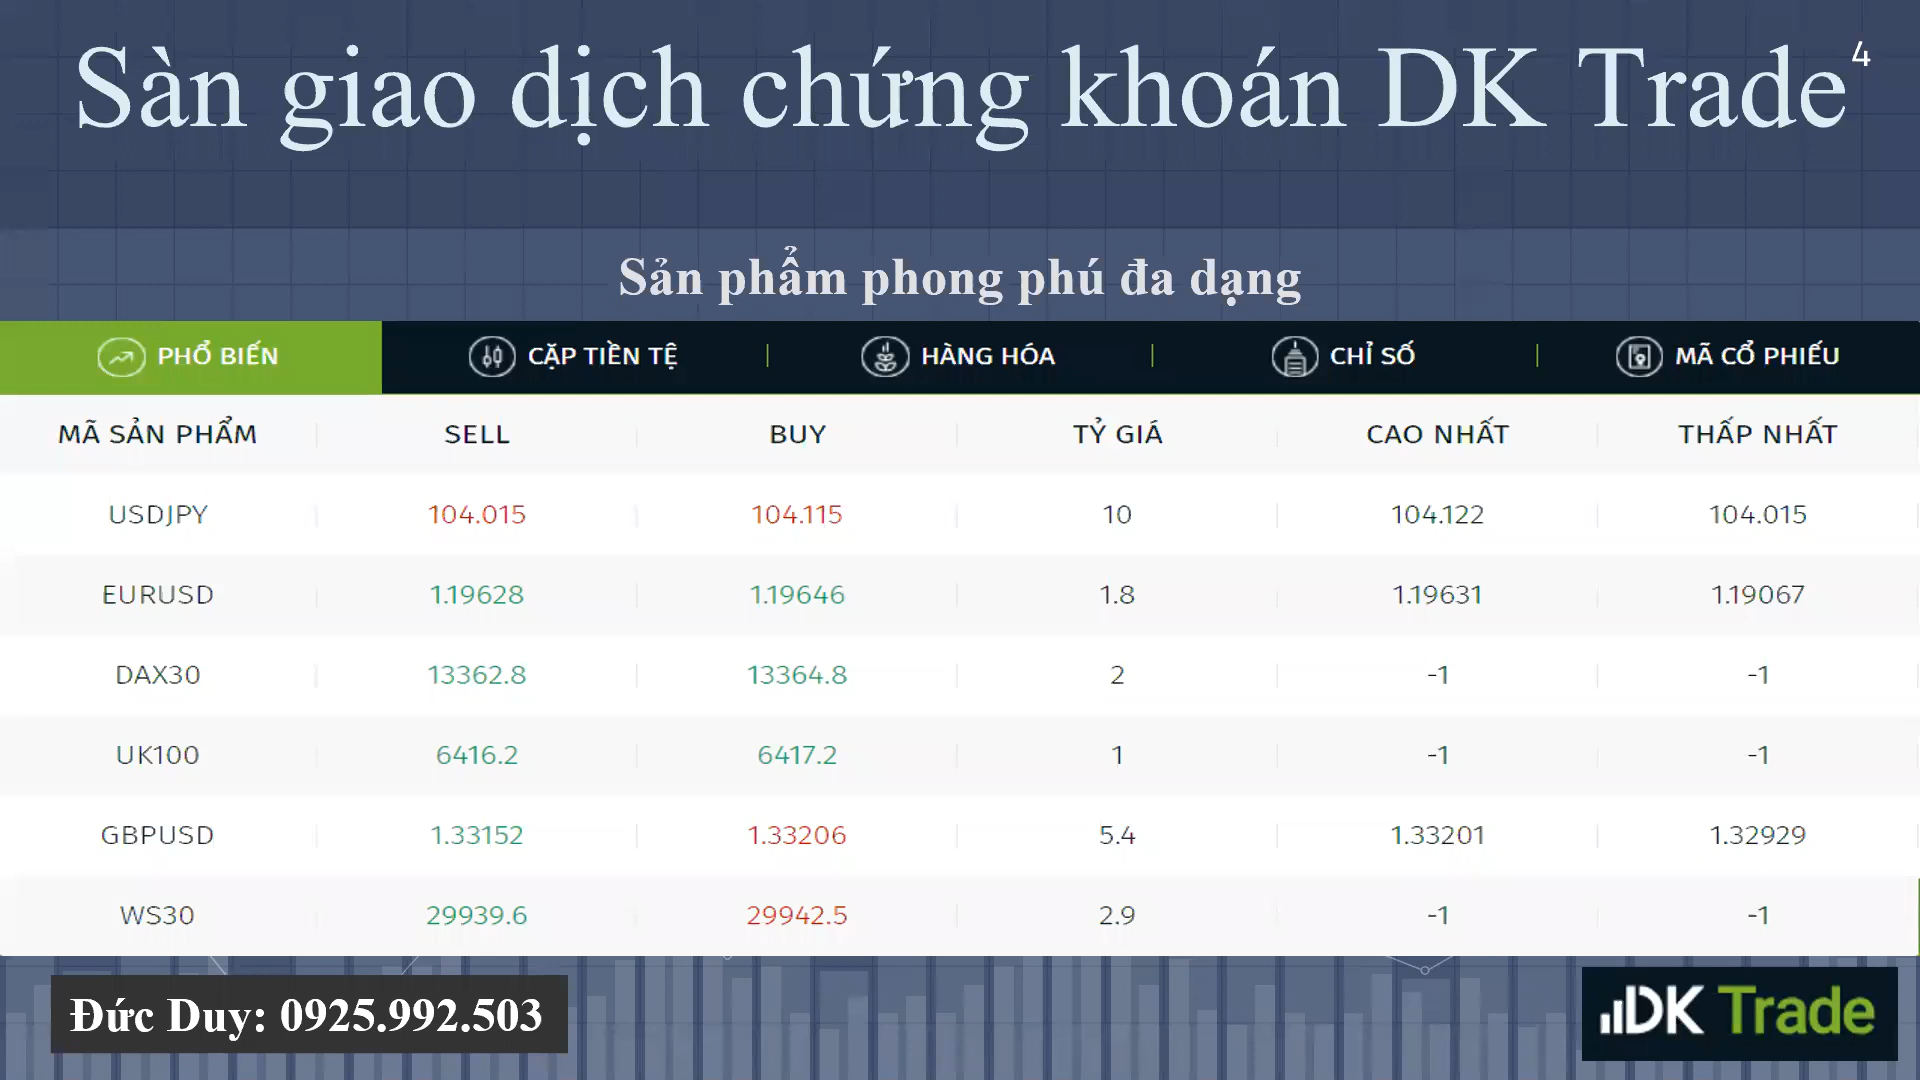 Sàn giao dịch chứng khoán DK Trade
4
Sản phẩm phong phú đa dạng
PHỔ BIẾN CẶP TIỀN TỆ HÀNG HÓA CHỈ SỐ MÃ CỔ PHIẾU
MÃ SẢN PHẨM SELL BUY TỶ GIÁ CAO NHẤT THẤP NHẤT
USDJPY 104.015 104.115 10 104.122 104.015
EURUSD 1.19628 1.19646 1.8 1.19631 1.19067
DAX30 13362.8 13364.8 2 -1 -1
UK100 6416.2 6417.2 1 -1 -1
GBPUSD 1.33152 1.33206 5.4 1.33201 1.32929
WS30 29939.6 29942.5 2.9 -1 -1
Đức Duy: 0925.992.503
DK Trade